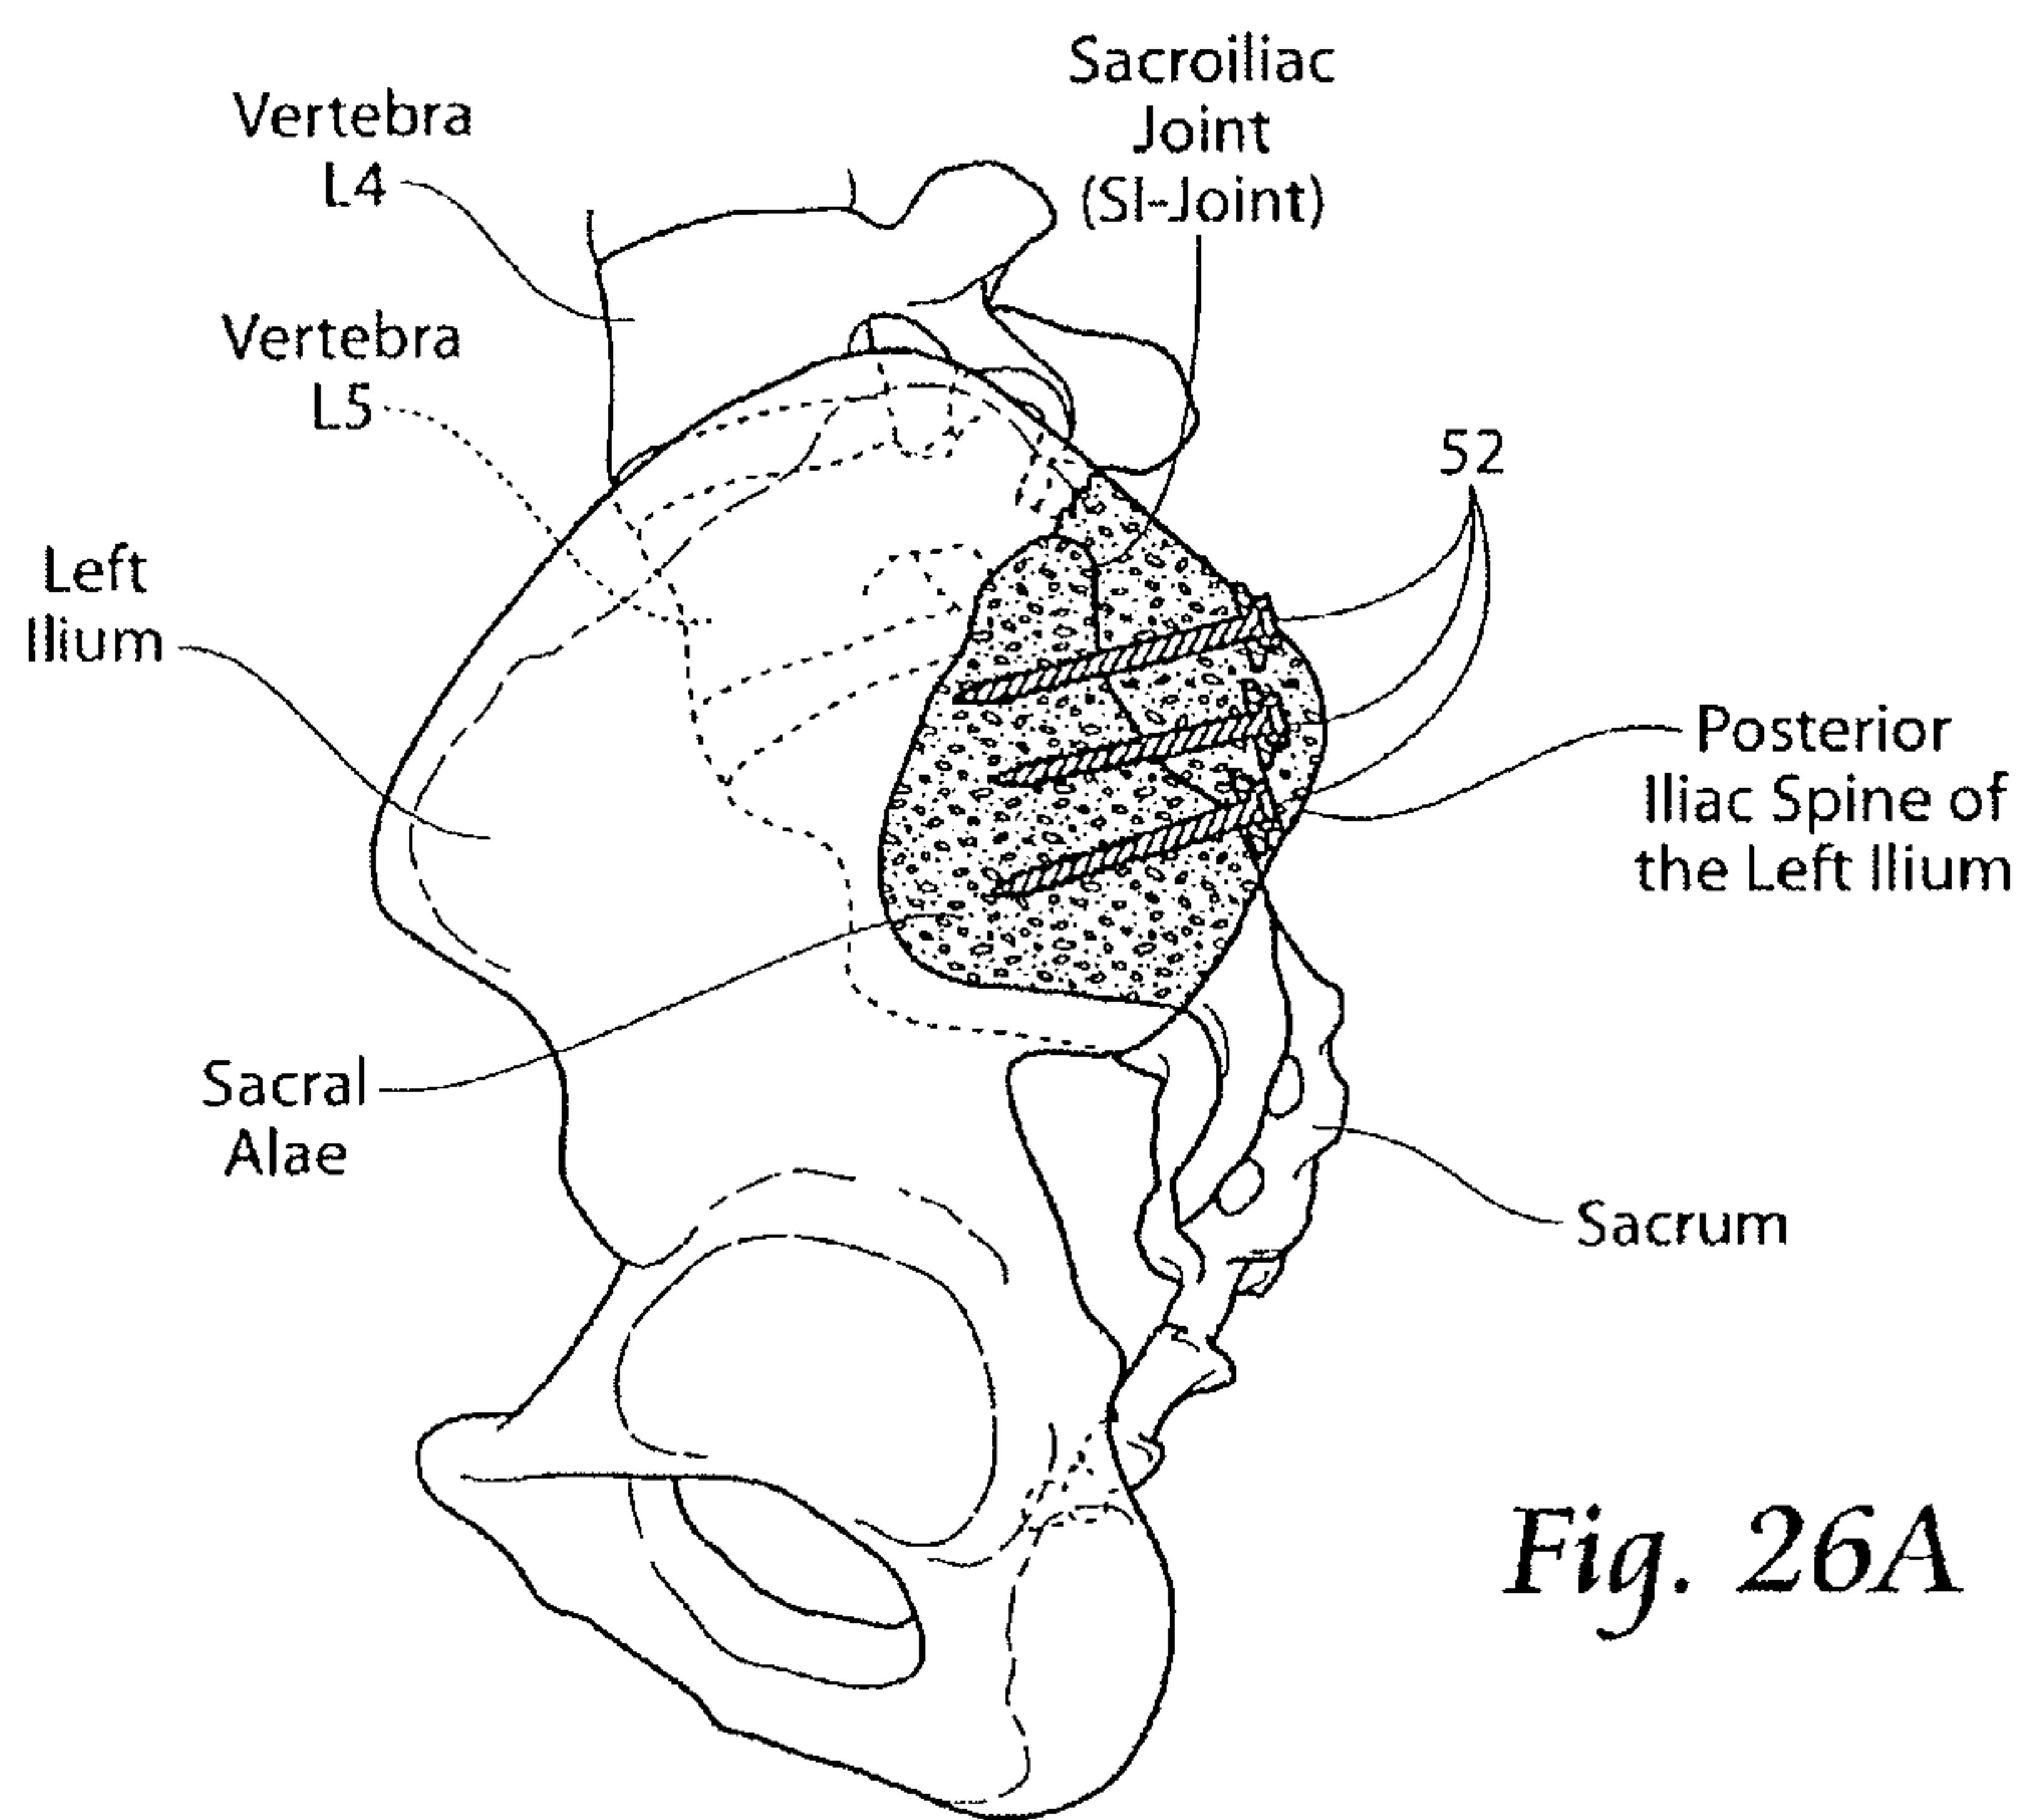 Sacroiliac
Joint
(SI-Joint)
Vertebra
L4
Vertebra
L5
52
Left
Ilium
Posterior
Iliac Spine of
the Left Ilium
Sacral
Alae
Sacrum
Fig. 26A